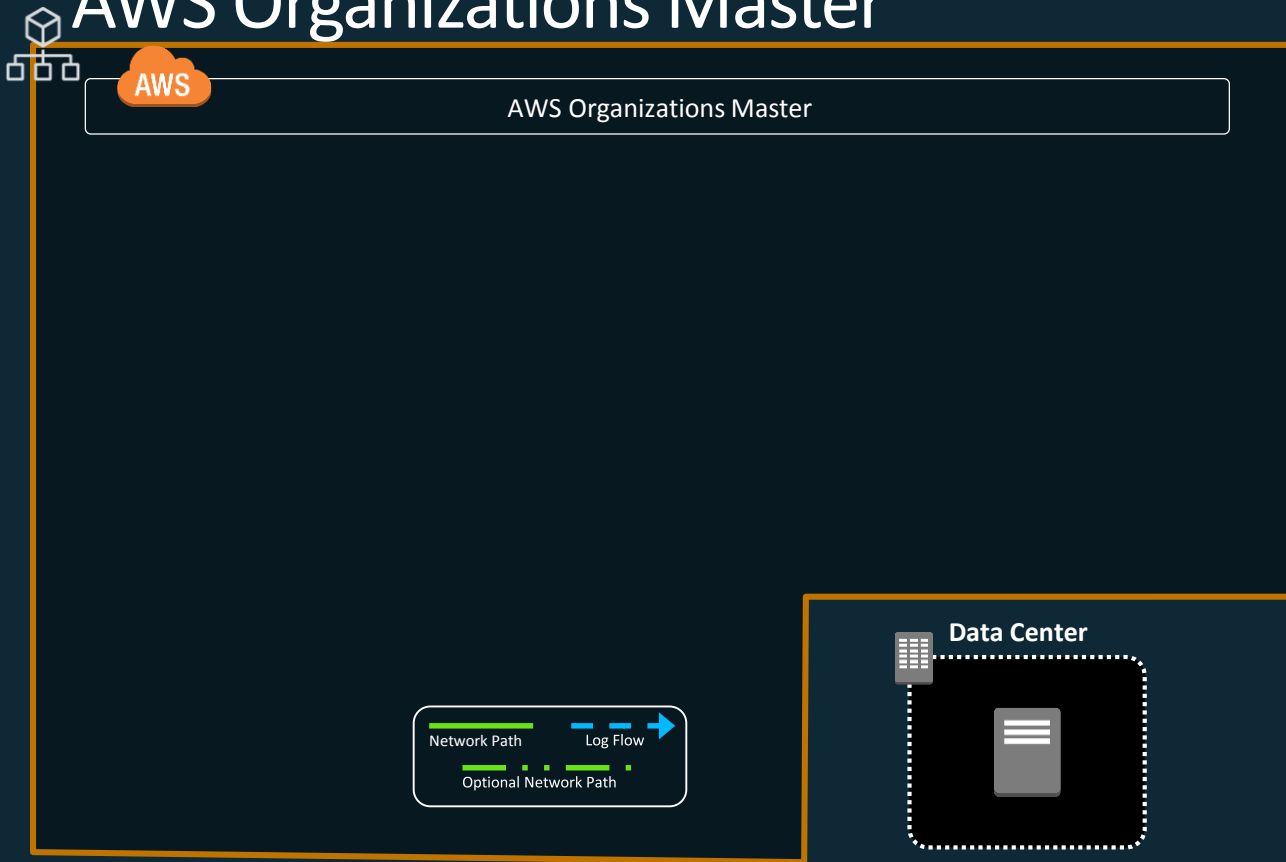 AWS Organizations Master
AWS
AWS Organizations Master
Data Center
Network Path
Log Flow
Optional Network Path